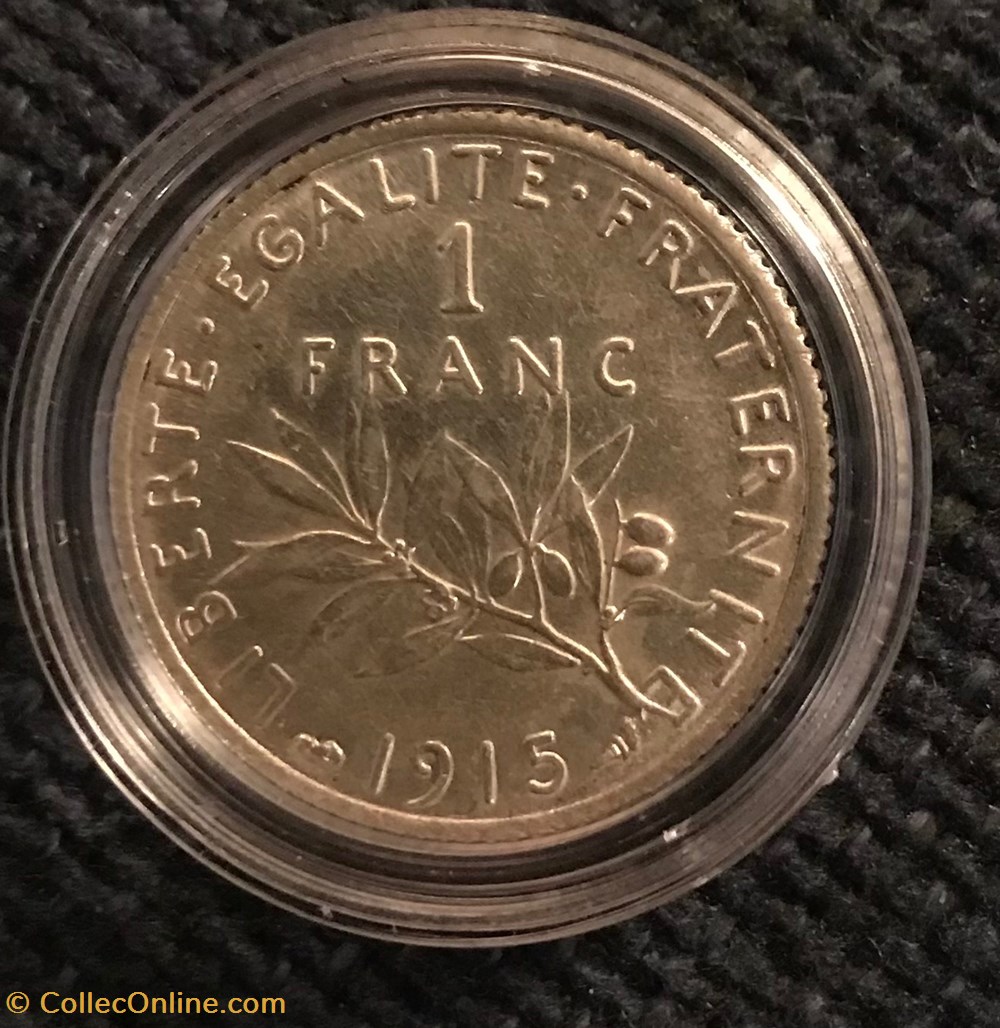 LIBERTE · EGALITE · FRATERNITE
1
FRANC
1915
© CollecOnline.com